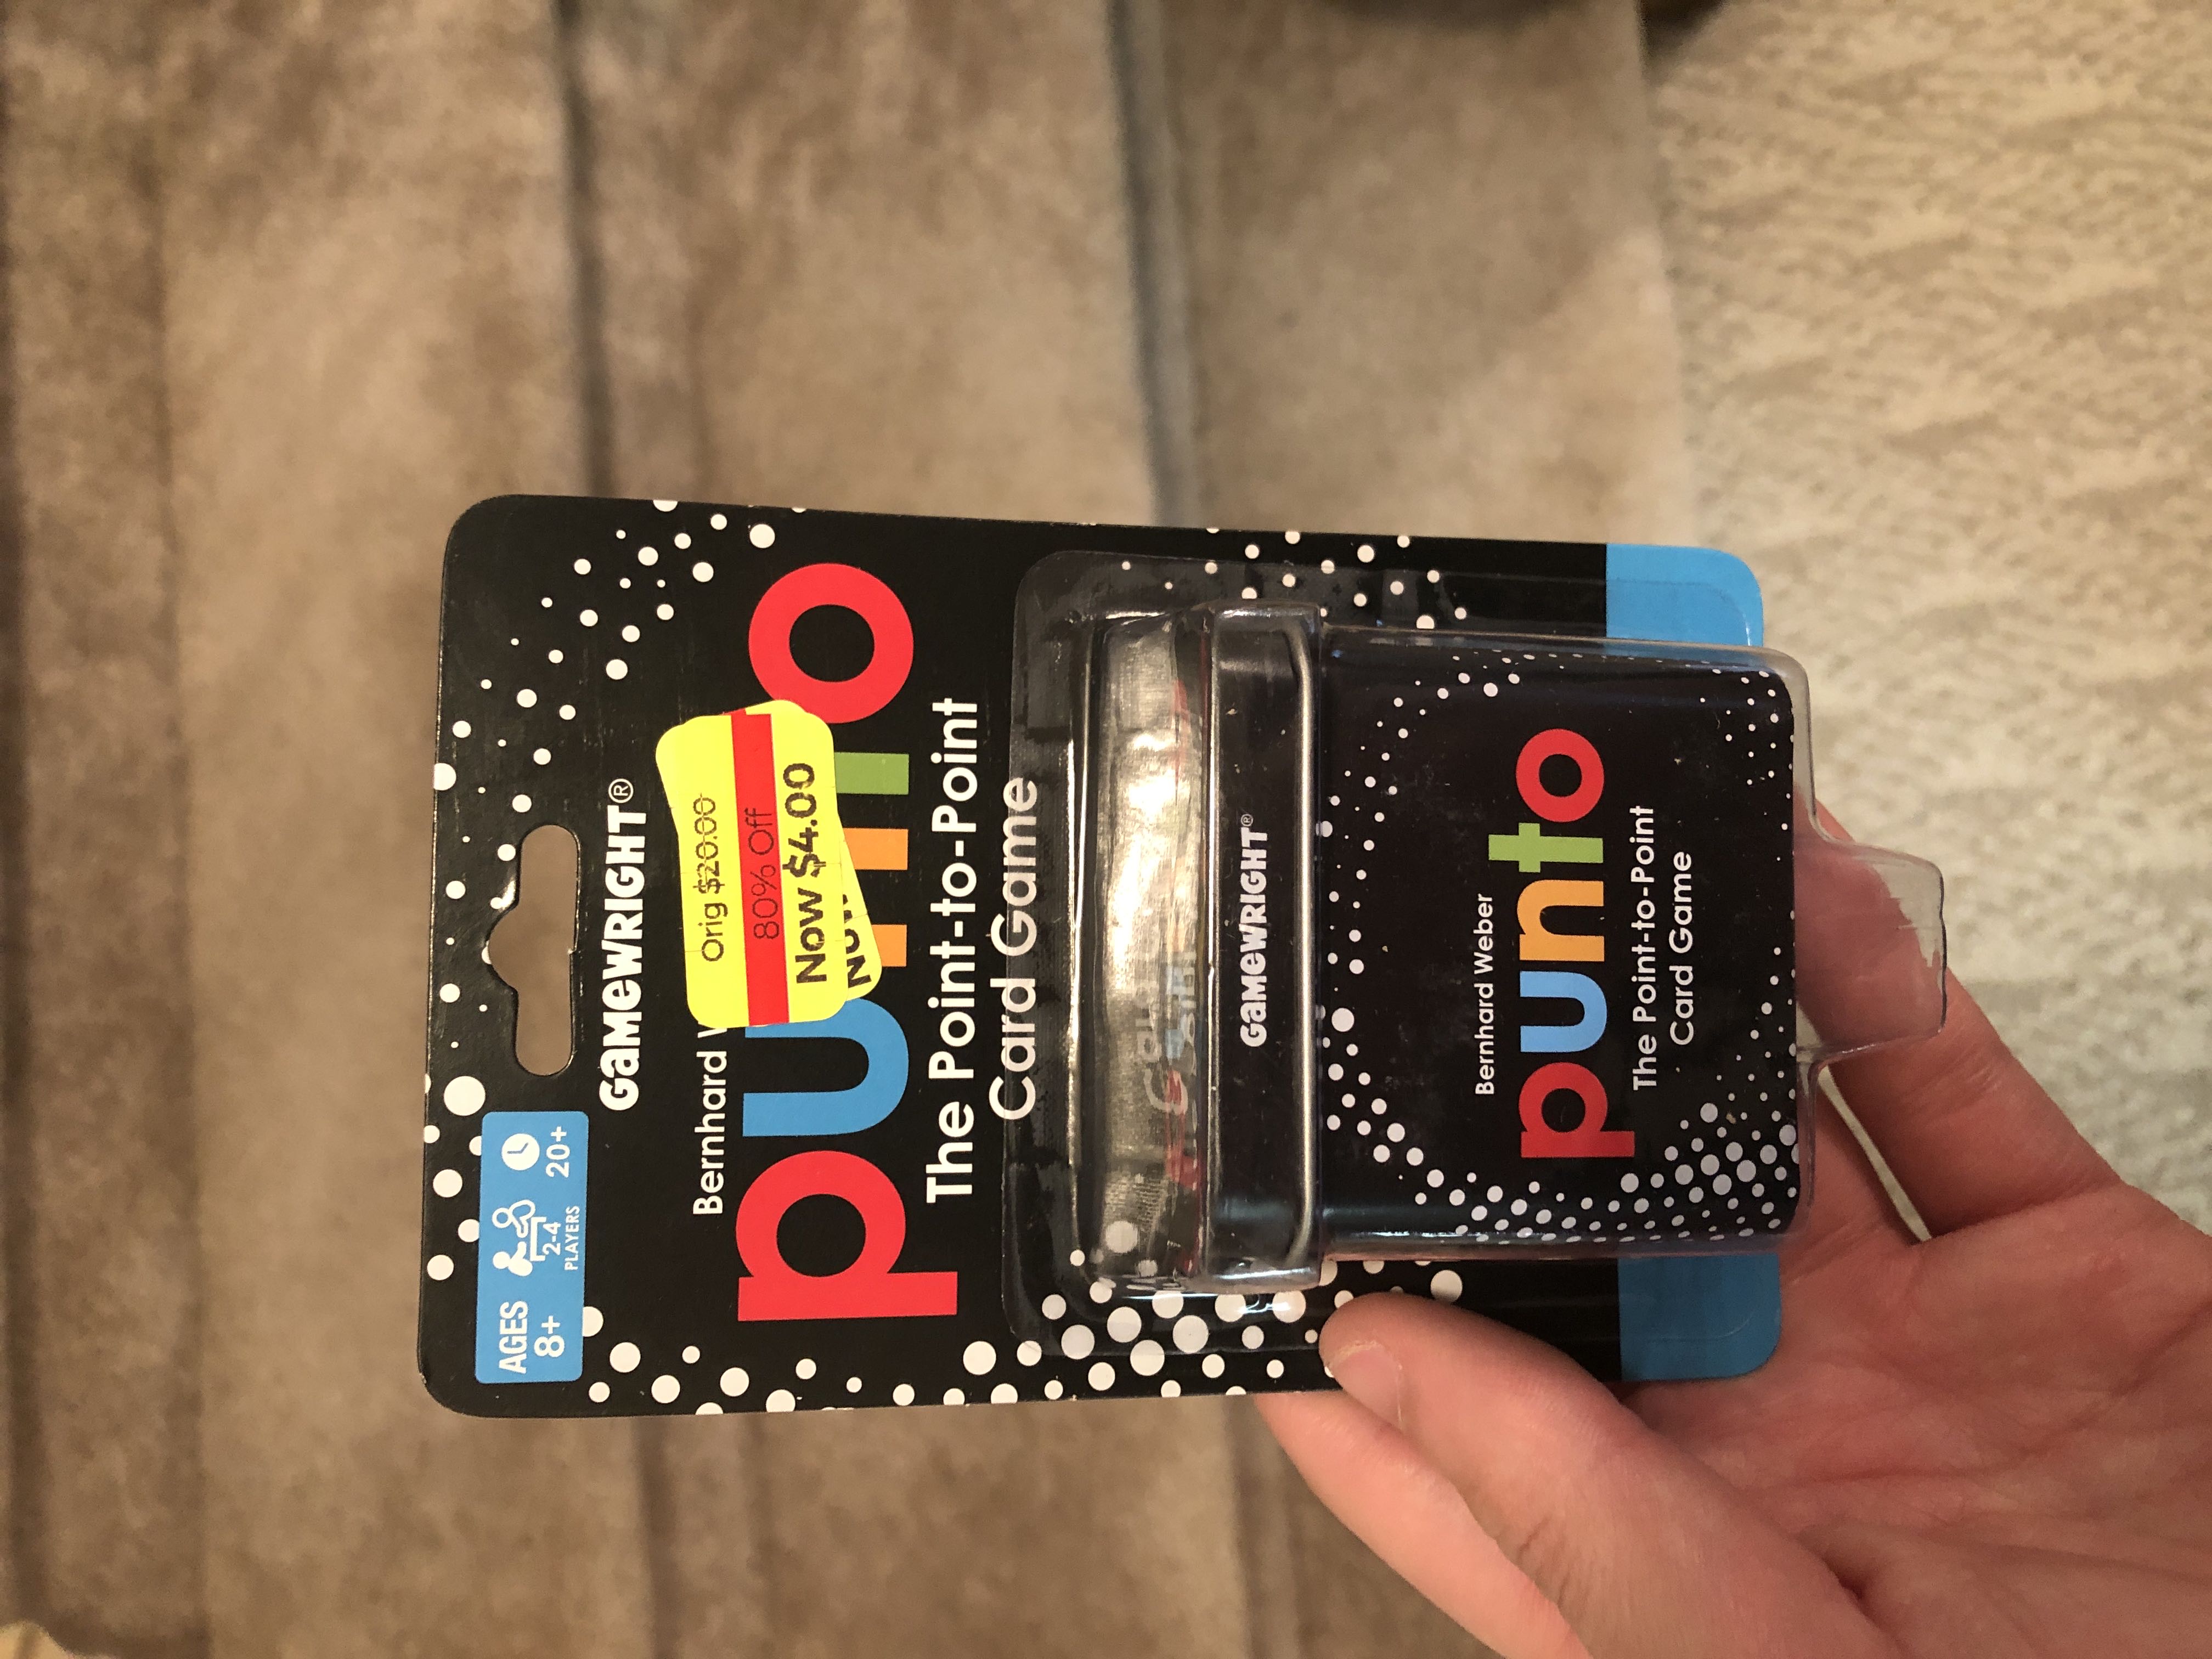 AGES
8+
2-4
PLAYERS
20+
GAMEWRIGHT®
Bernhard
punto
Orig $20.00
80% Off
Now $4.00
The Point-to-Point
Card Game
GAMEWRIGHT®
Bernhard Weber
punto
The Point-to-Point
Card Game